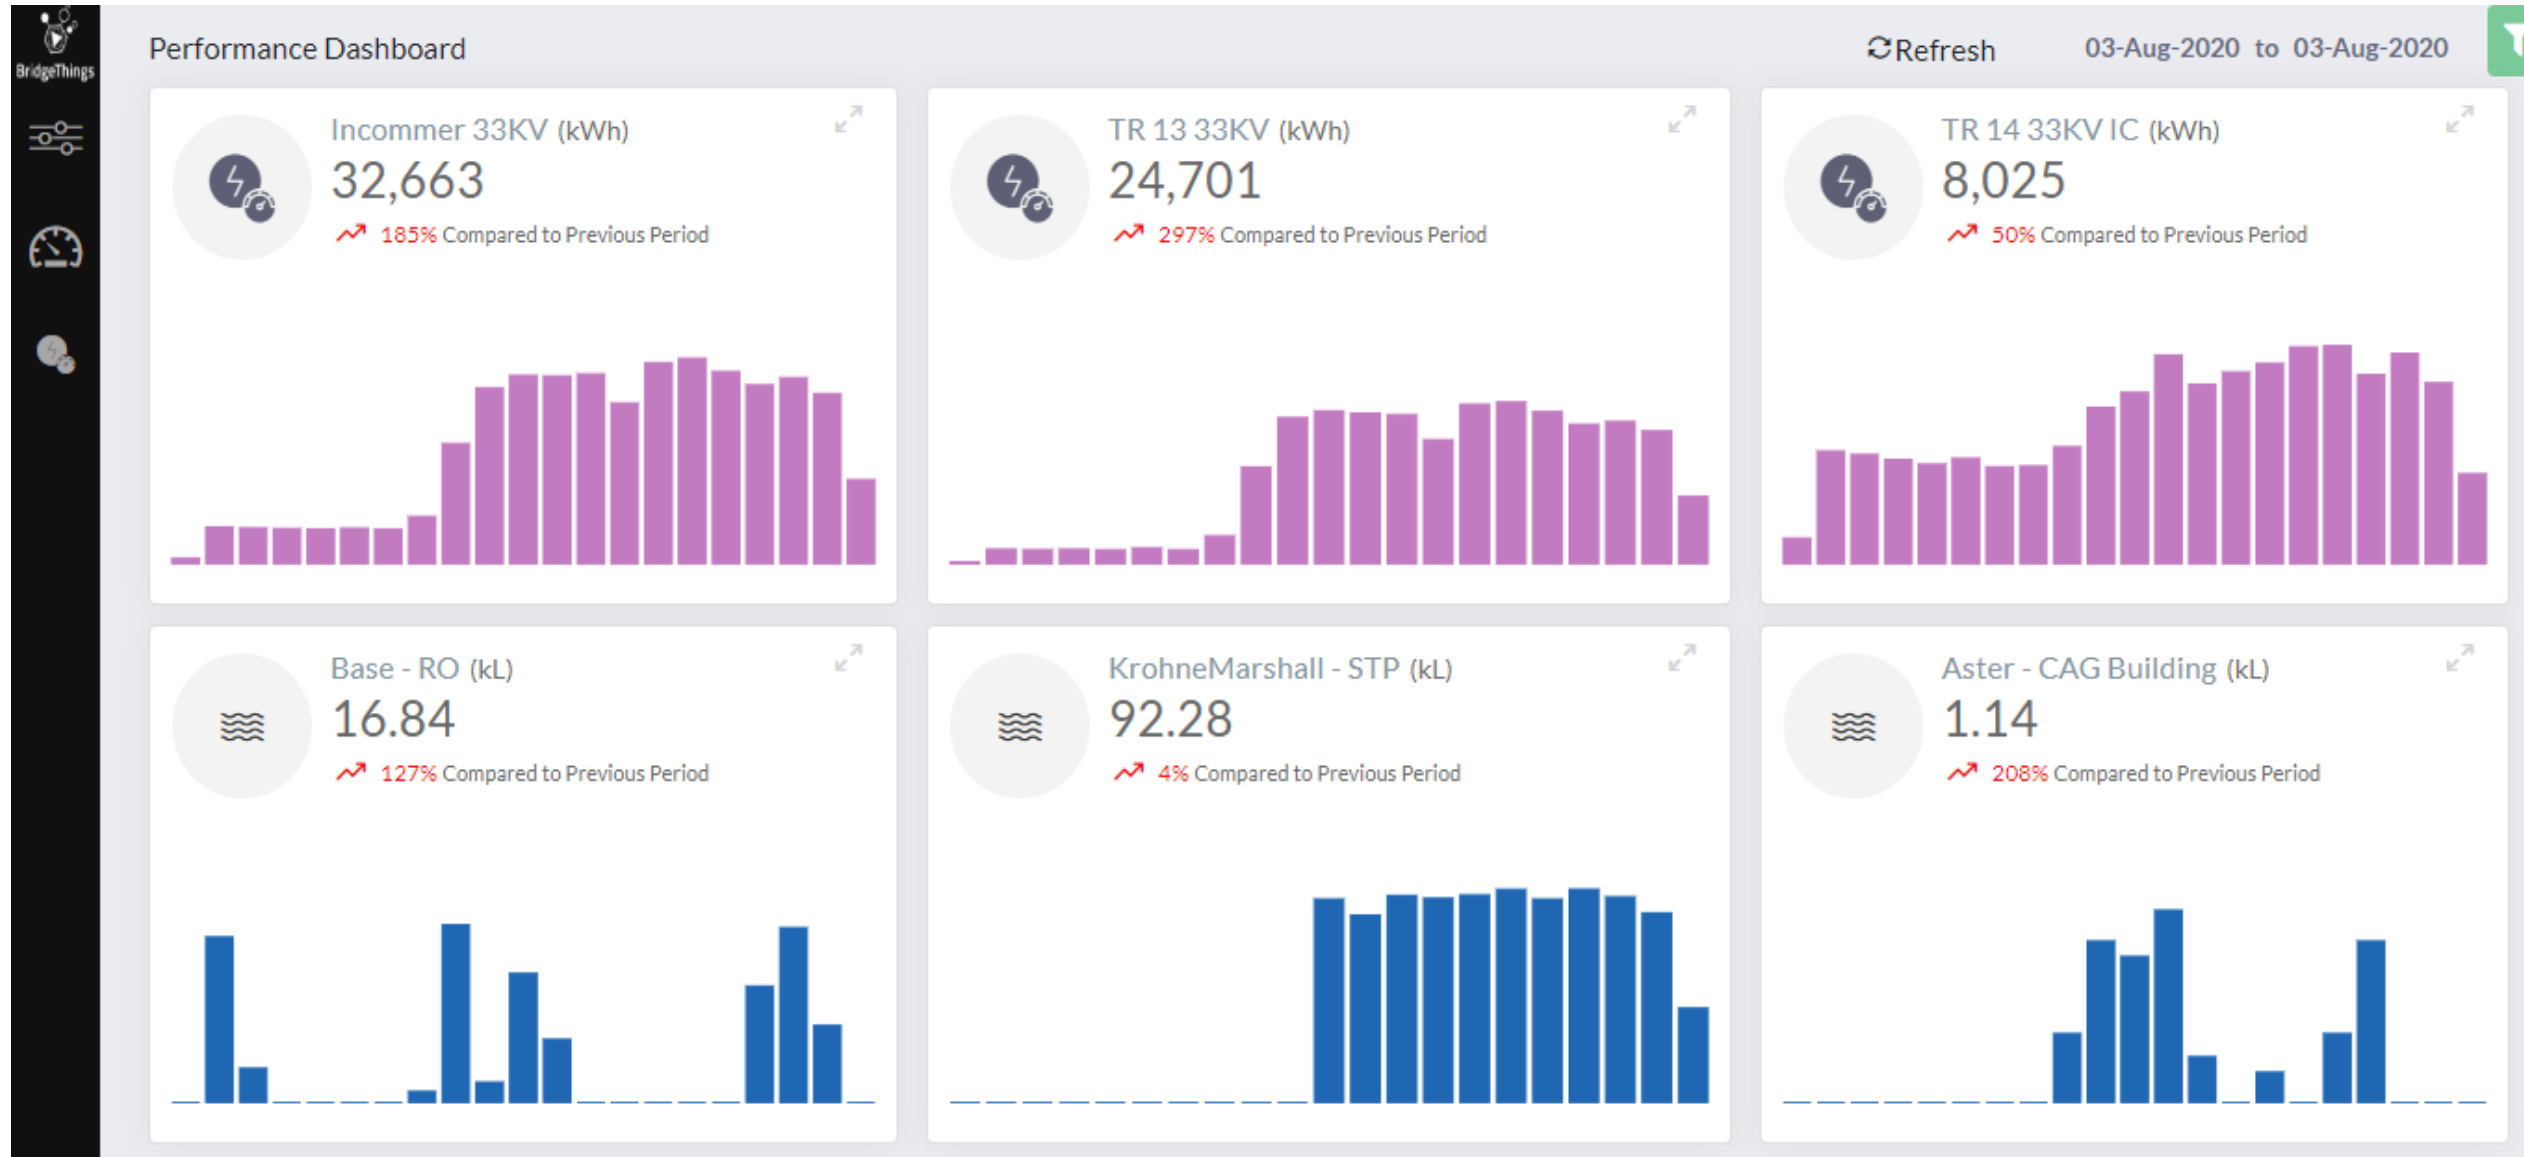 BridgeThings
Performance Dashboard
Refresh
03-Aug-2020 to 03-Aug-2020
Incommer 33KV (kWh)
32,663
185% Compared to Previous Period
TR 13 33KV (kWh)
24,701
297% Compared to Previous Period
TR 14 33KV IC (kWh)
8,025
50% Compared to Previous Period
Base - RO (kL)
16.84
127% Compared to Previous Period
KrohneMarshall - STP (kL)
92.28
4% Compared to Previous Period
Aster - CAG Building (kL)
1.14
208% Compared to Previous Period